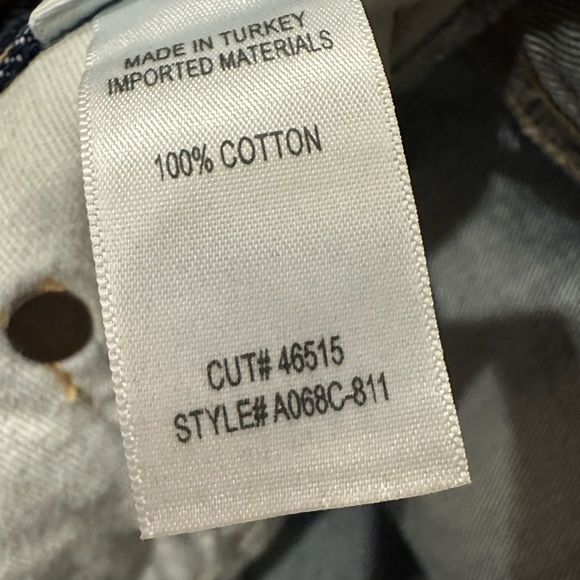 MADE IN TURKEY
IMPORTED MATERIALS
100% COTTON
CUT# 46515
STYLE# A068C-811